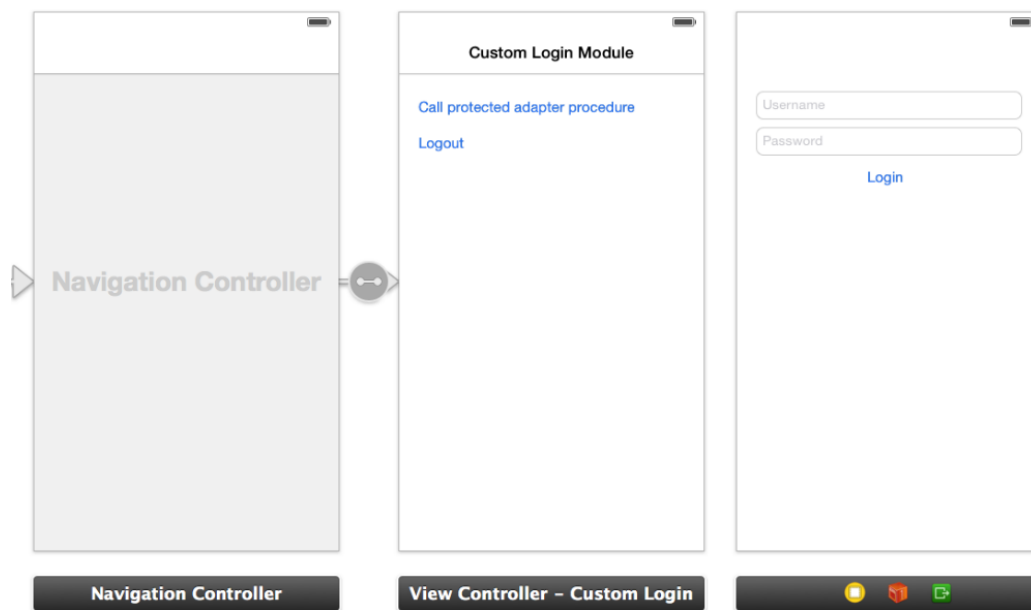 Navigation Controller
Navigation Controller
Custom Login Module
Call protected adapter procedure
Logout
View Controller – Custom Login
Username
Password
Login